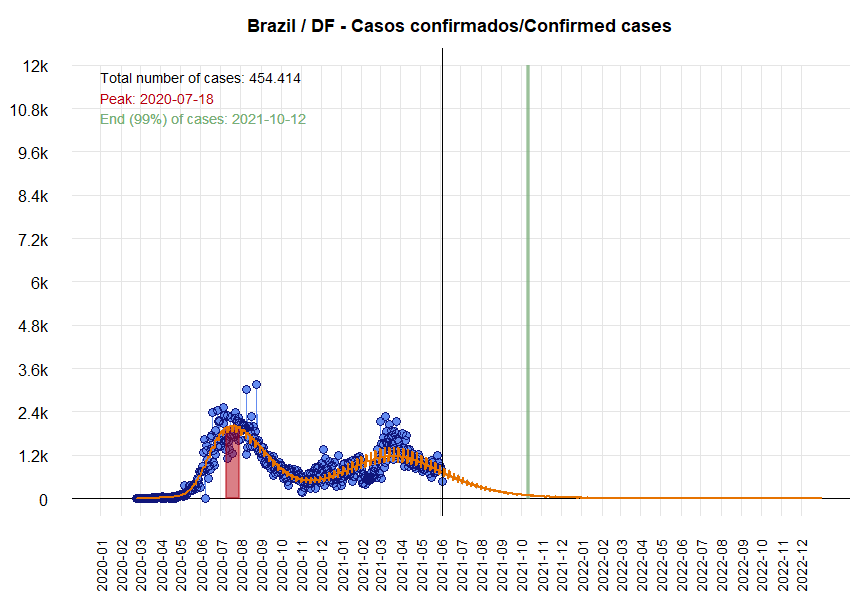 Brazil / DF - Casos confirmados/Confirmed cases
12k
10.8k
9.6k
8.4k
7.2k
6k
4.8k
3.6k
2.4k
1.2k
0
Total number of cases: 454.414
Peak: 2020-07-18
End (99%) of cases: 2021-10-12
2020-01
2020-02
2020-03
2020-04
2020-05
2020-06
2020-07
2020-08
2020-09
2020-10
2020-11
2020-12
2021-01
2021-02
2021-03
2021-04
2021-05
2021-06
2021-07
2021-08
2021-09
2021-10
2021-11
2021-12
2022-01
2022-02
2022-03
2022-04
2022-05
2022-06
2022-07
2022-08
2022-09
2022-10
2022-11
2022-12